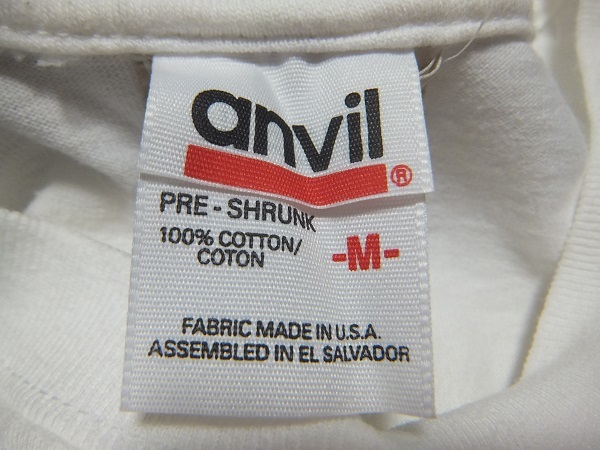 anvil
®
PRE-SHRUNK
100% COTTON/
COTON
-M-
FABRIC MADE IN U.S.A.
ASSEMBLED IN EL SALVADOR